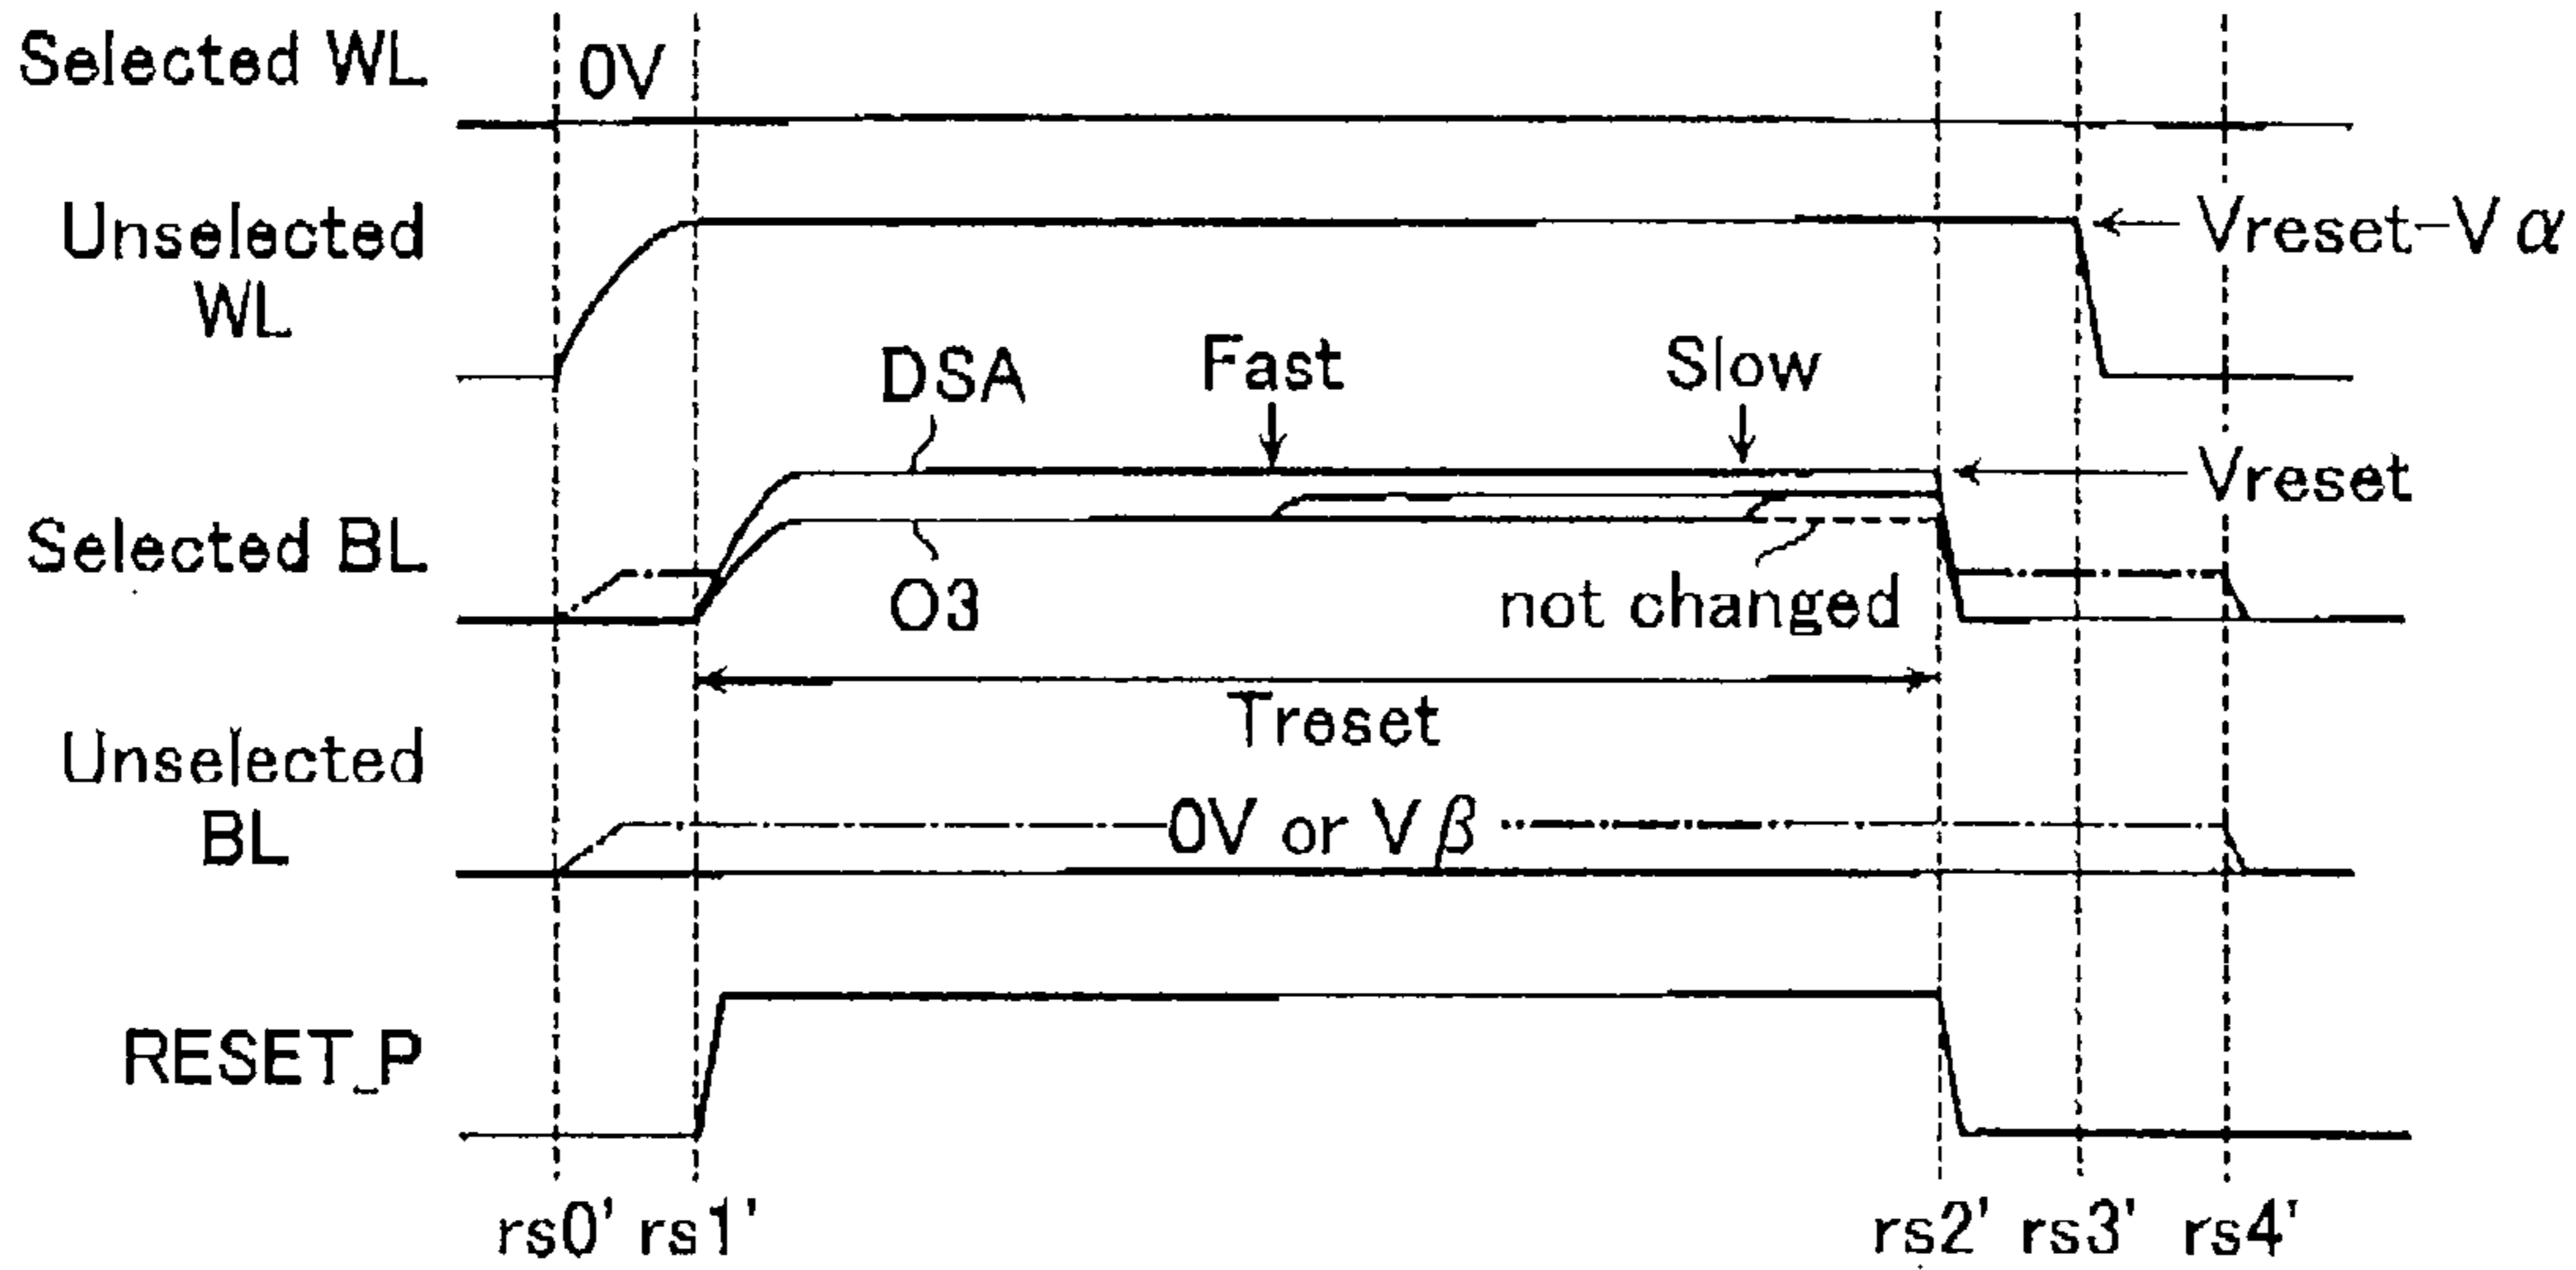 Selected WL
0V
Unselected
WL
Vreset-Vα
DSA
Fast
Slow
Vreset
Selected BL
O3
not changed
Treset
Unselected
BL
0V or Vβ
RESET_P
rs0' rs1' rs2' rs3' rs4'